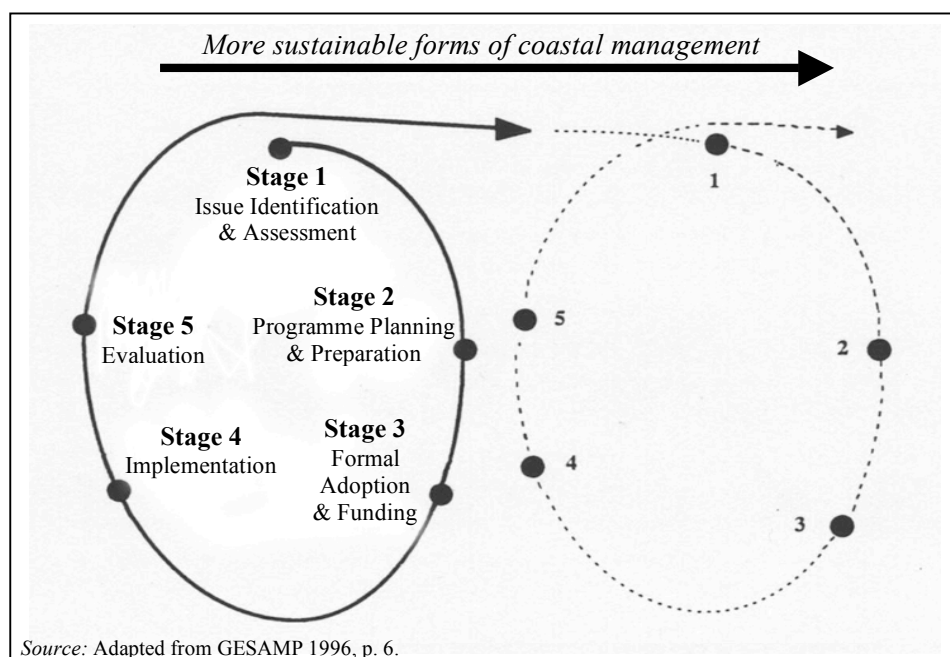 More sustainable forms of coastal management
Stage 1
Issue Identification
& Assessment
Stage 2
Programme Planning
& Preparation
Stage 3
Formal
Adoption
& Funding
Stage 4
Implementation
Stage 5
Evaluation
1
2
3
4
5
Source: Adapted from GESAMP 1996, p. 6.